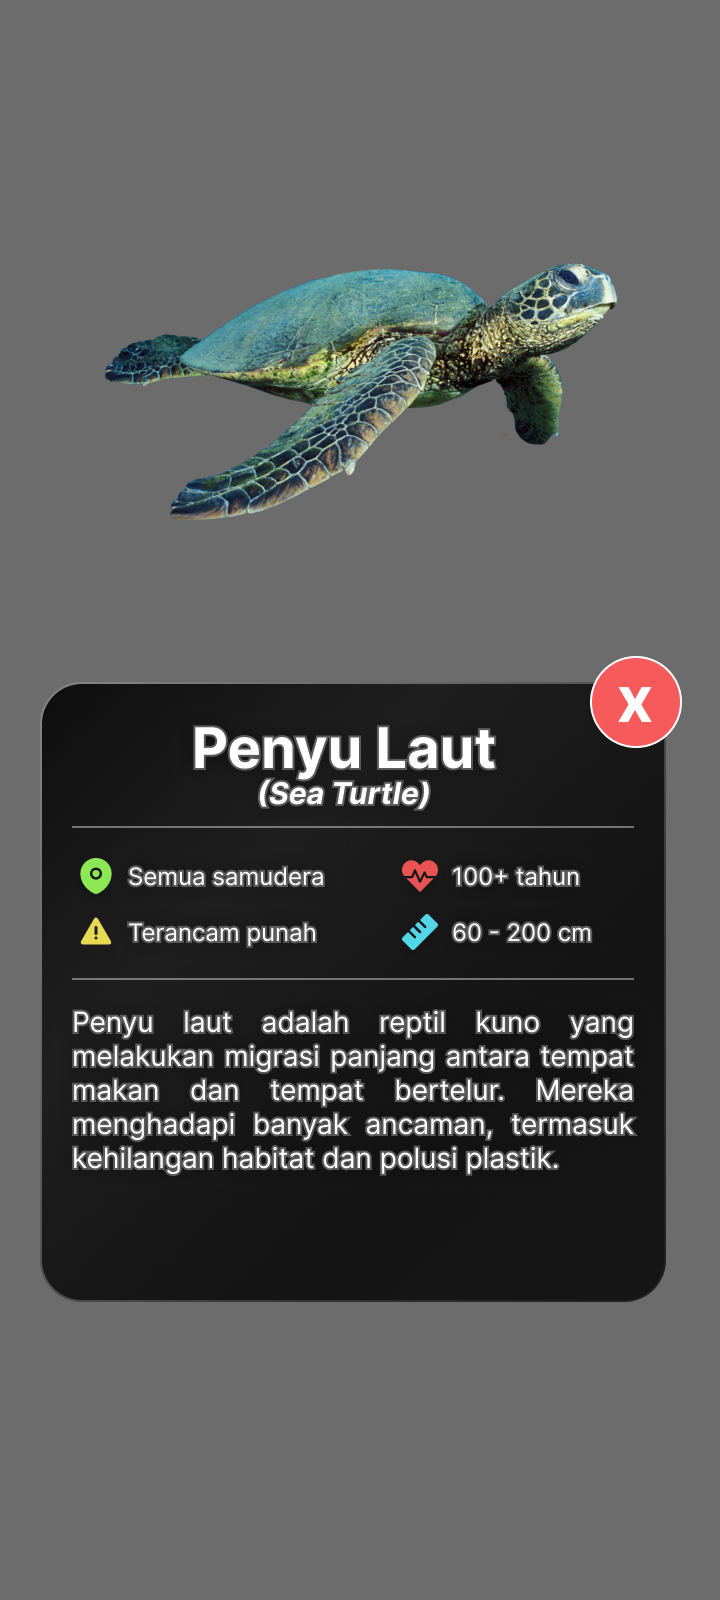 X
Penyu Laut
(Sea Turtle)
Semua samudera
100+ tahun
Terancam punah
60 - 200 cm
Penyu laut adalah reptil kuno yang
melakukan migrasi panjang antara tempat
makan dan tempat bertelur. Mereka
menghadapi banyak ancaman, termasuk
kehilangan habitat dan polusi plastik.